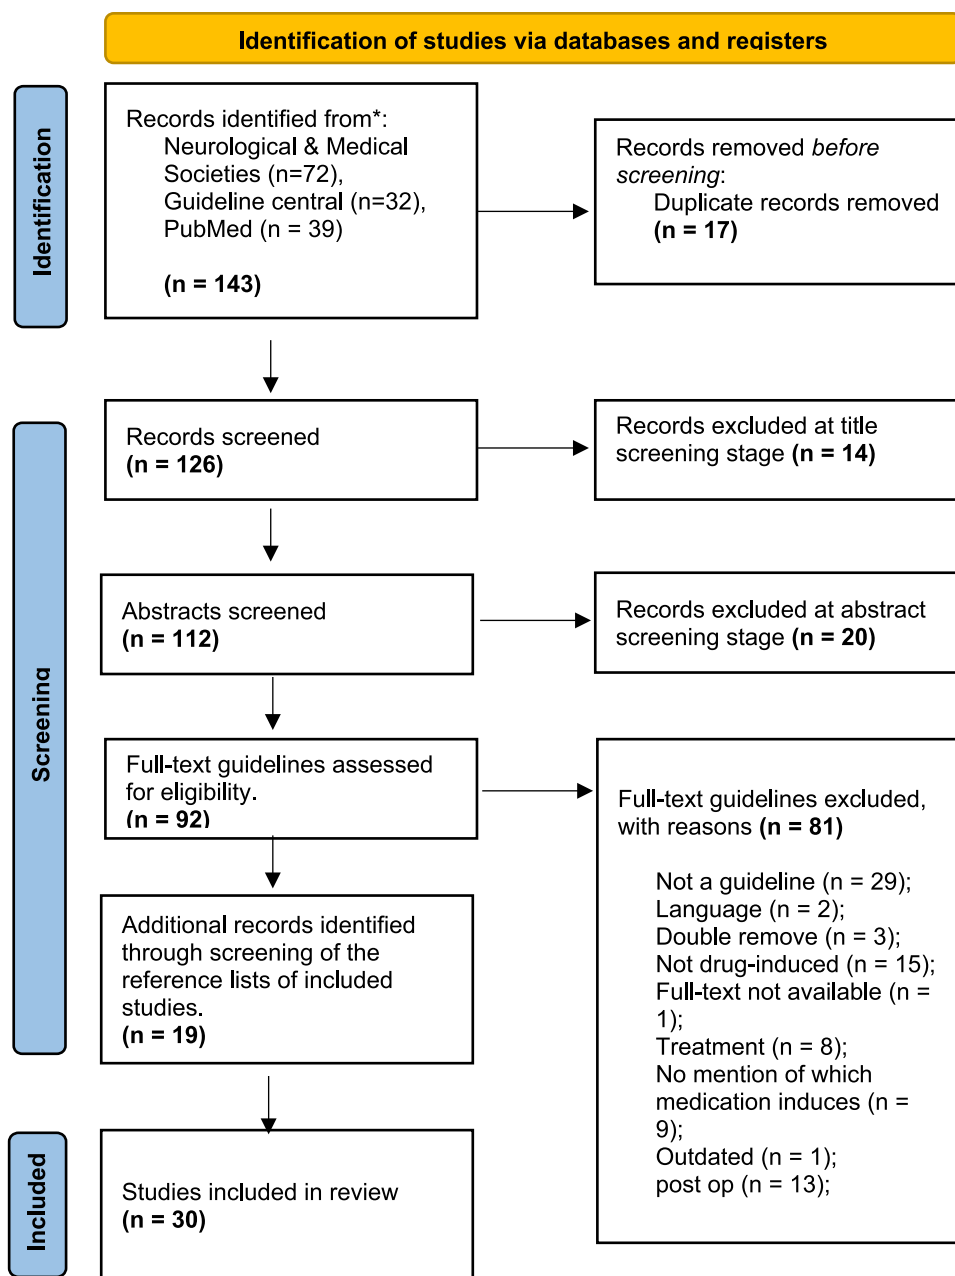 Identification of studies via databases and registers
Identification
Records identified from*:
Neurological & Medical
Societies (n=72),
Guideline central (n=32),
PubMed (n = 39)
(n = 143)
Records removed before
screening:
Duplicate records removed
(n = 17)
Screening
Records screened
(n = 126)
Records excluded at title
screening stage (n = 14)
Abstracts screened
(n = 112)
Records excluded at abstract
screening stage (n = 20)
Full-text guidelines assessed
for eligibility.
(n = 92)
Full-text guidelines excluded,
with reasons (n = 81)
Not a guideline (n = 29);
Language (n = 2);
Double remove (n = 3);
Not drug-induced (n = 15);
Full-text not available (n =
1);
Treatment (n = 8);
No mention of which
medication induces (n =
9);
Outdated (n = 1);
post op (n = 13);
Additional records identified
through screening of the
reference lists of included
studies.
(n = 19)
Included
Studies included in review
(n = 30)